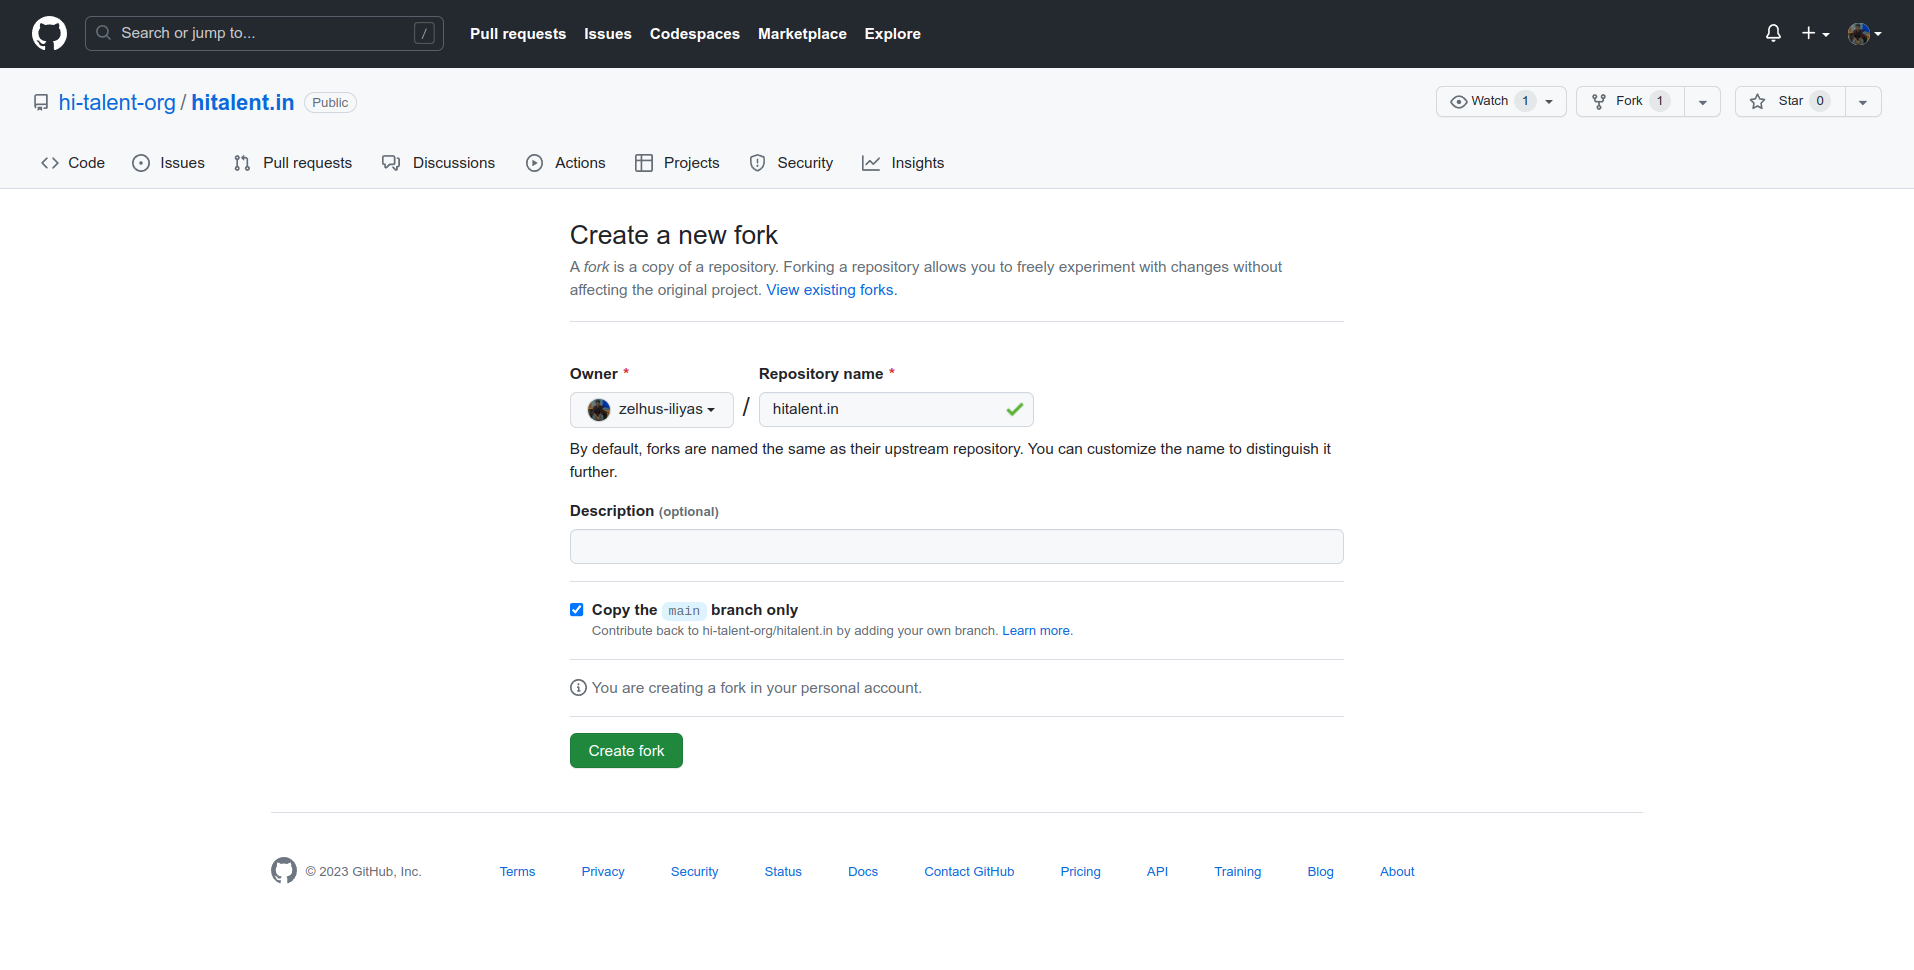 Search or jump to... /
Pull requests Issues Codespaces Marketplace Explore
hi-talent-org / hitalent.in Public
Watch 1 Fork 1 Star 0
Code Issues Pull requests Discussions Actions Projects Security Insights
Create a new fork
A fork is a copy of a repository. Forking a repository allows you to freely experiment with changes without
affecting the original project. View existing forks.
Owner * Repository name *
zelhus-iliyas / hitalent.in
By default, forks are named the same as their upstream repository. You can customize the name to distinguish it
further.
Description (optional)
Copy the main branch only
Contribute back to hi-talent-org/hitalent.in by adding your own branch. Learn more.
You are creating a fork in your personal account.
Create fork
© 2023 GitHub, Inc. Terms Privacy Security Status Docs Contact GitHub Pricing API Training Blog About